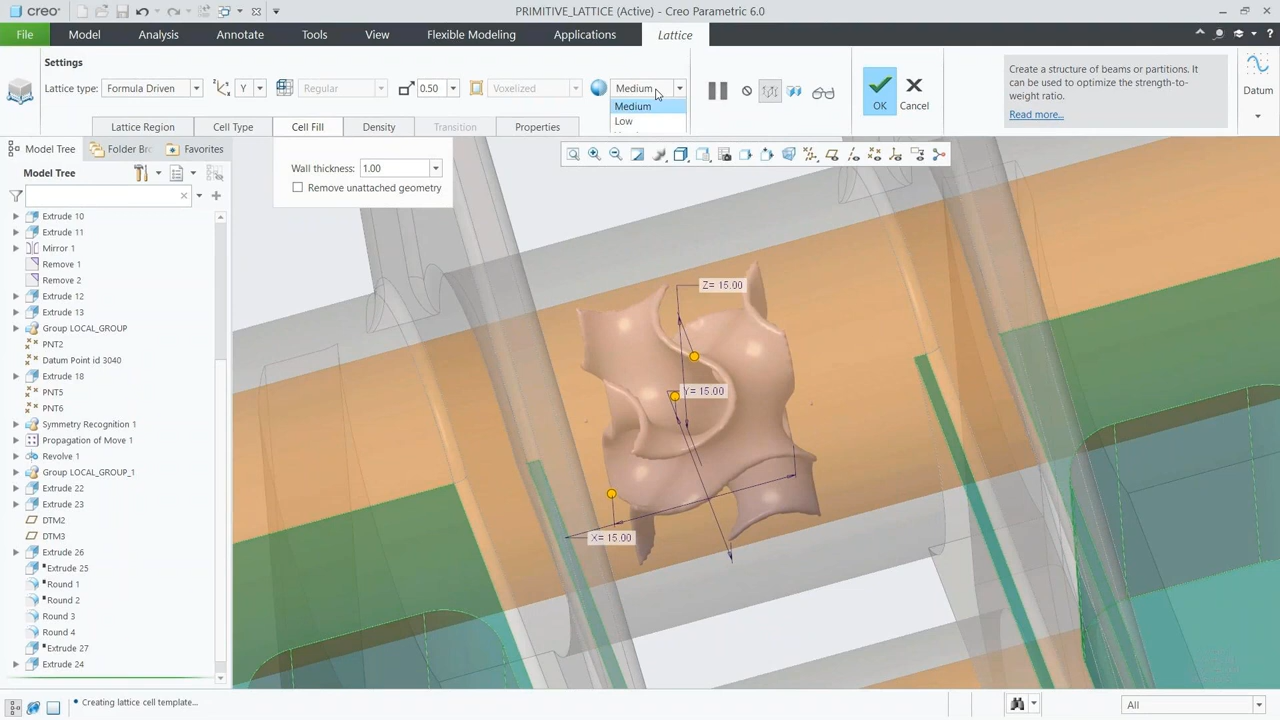 creo
PRIMITIVE_LATTICE (Active) - Creo Parametric 6.0
File
Model
Analysis
Annotate
Tools
View
Flexible Modeling
Applications
Lattice
Settings
Lattice type:
Formula Driven
Y
Regular
0.50
Voxelized
Medium
Medium
Low
OK
Cancel
Create a structure of beams or partitions. It
can be used to optimize the strength-to-
weight ratio.
Read more...
Datum
Lattice Region
Cell Type
Cell Fill
Density
Transition
Properties
Wall thickness:
1.00
Remove unattached geometry
Model Tree
Folder Br
Favorites
Model Tree
Extrude 10
Extrude 11
Mirror 1
Remove 1
Remove 2
Extrude 12
Extrude 13
Group LOCAL_GROUP
PNT2
Datum Point id 3040
Extrude 18
PNT5
PNT6
Symmetry Recognition 1
Propagation of Move 1
Revolve 1
Group LOCAL_GROUP_1
Extrude 22
Extrude 23
DTM2
DTM3
Extrude 26
Extrude 25
Round 1
Round 2
Round 3
Round 4
Extrude 27
Extrude 24
Z= 15.00
Y= 15.00
X= 15.00
Creating lattice cell template...
All